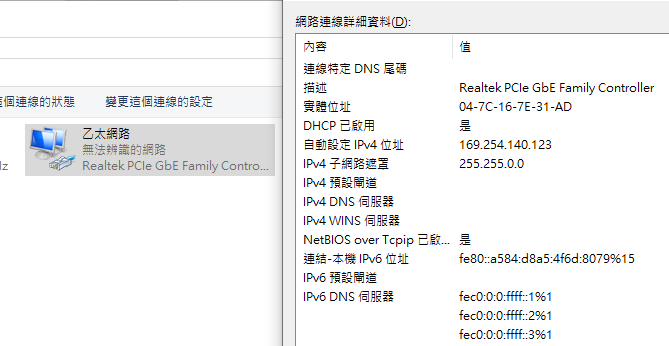 這個連線的狀態
變更這個連線的設定
乙太網路
無法辨識的網路
Hz
Realtek PCIe GbE Family Contro...
網路連線詳細資料(D):
內容
值
連線特定 DNS 尾碼
描述
Realtek PCIe GbE Family Controller
實體位址
04-7C-16-7E-31-AD
DHCP 已啟用
是
自動設定 IPv4 位址
169.254.140.123
IPv4 子網路遮罩
255.255.0.0
IPv4 預設閘道
IPv4 DNS 伺服器
IPv4 WINS 伺服器
NetBIOS over Tcpip 已啟...
是
連結-本機 IPv6 位址
fe80::a584:d8a5:4f6d:8079%15
IPv6 預設閘道
IPv6 DNS 伺服器
fec0:0:0:ffff::1%1
fec0:0:0:ffff::2%1
fec0:0:0:ffff::3%1